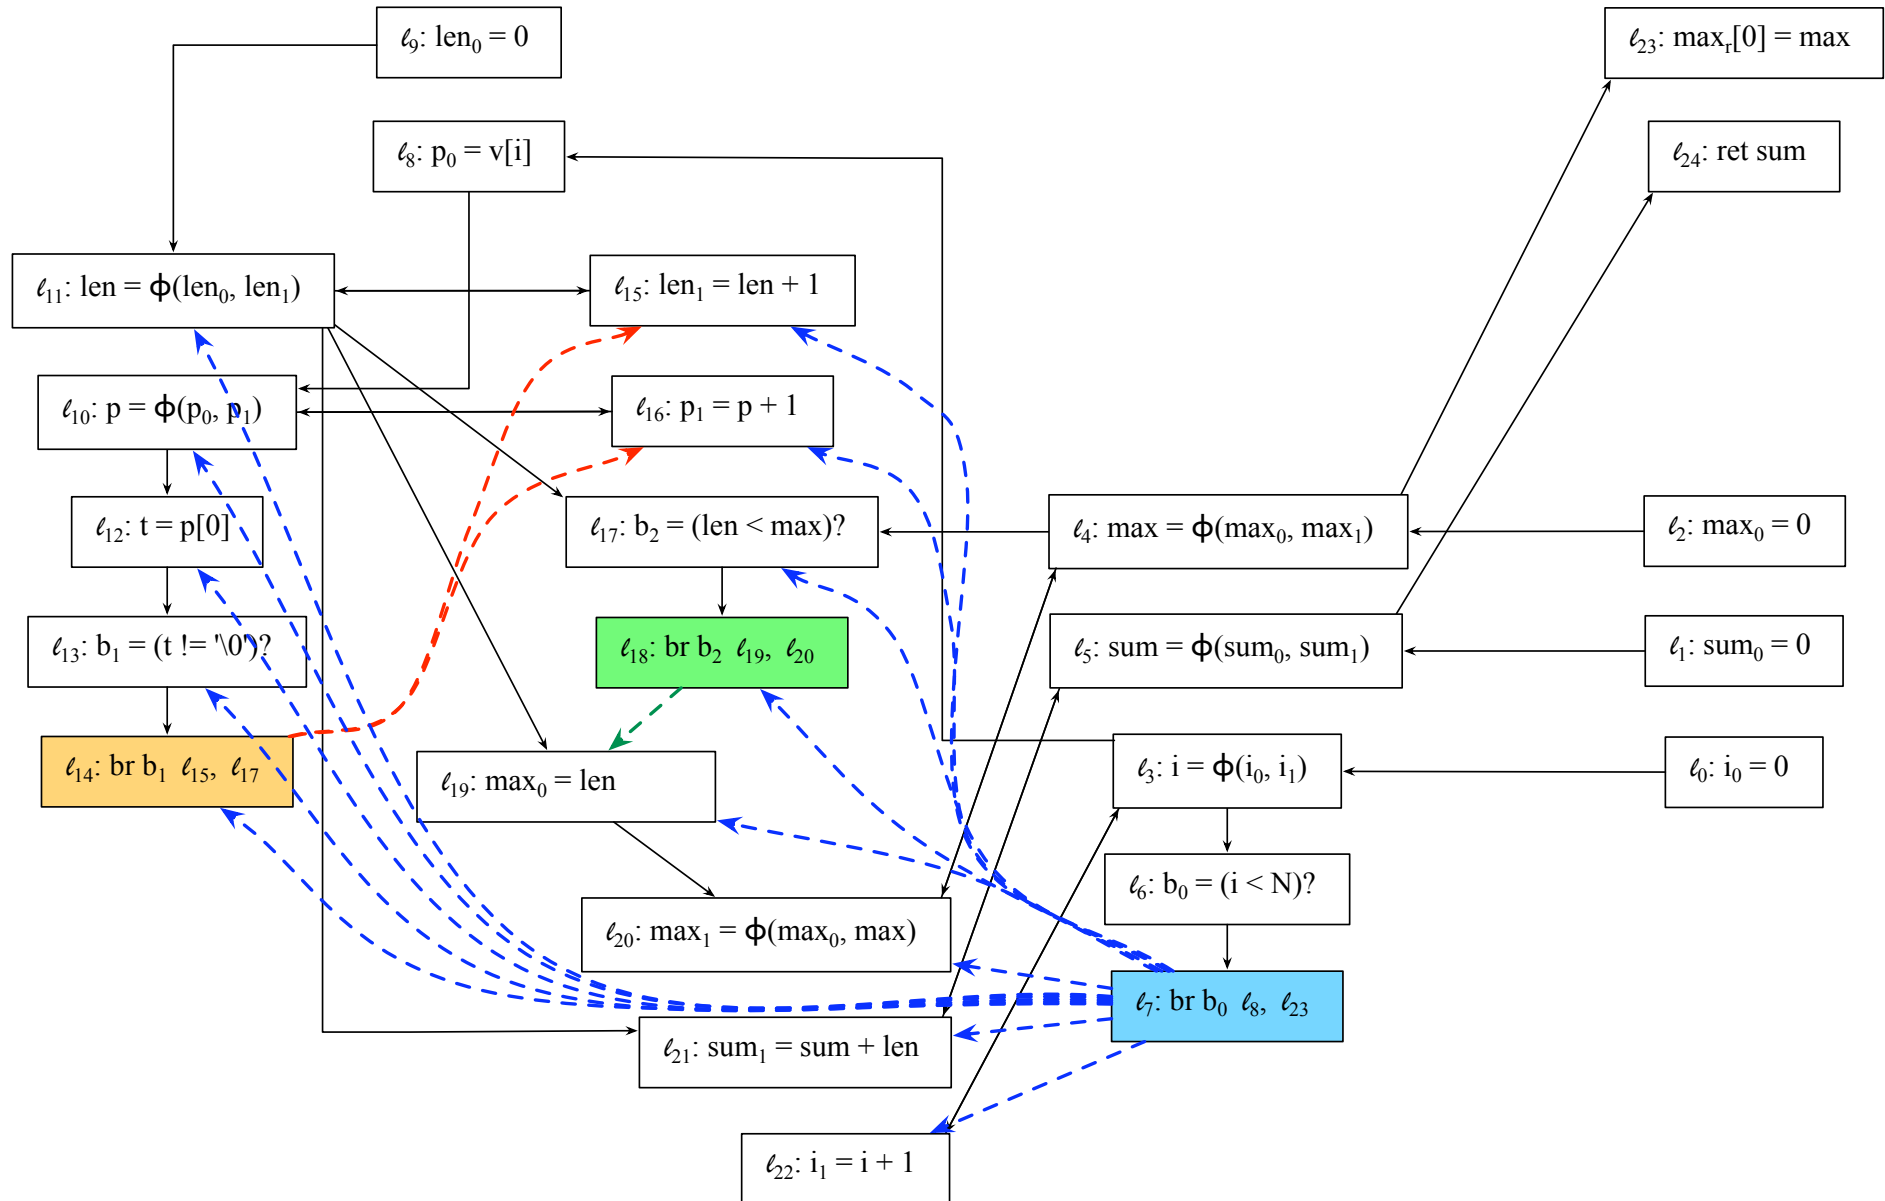 ℓ₉: len₀ = 0
ℓ₂₃: maxᵣ[0] = max
ℓ₈: p₀ = v[i]
ℓ₂₄: ret sum
ℓ₁₁: len = ϕ(len₀, len₁)
ℓ₁₅: len₁ = len + 1
ℓ₁₀: p = ϕ(p₀, p₁)
ℓ₁₆: p₁ = p + 1
ℓ₁₂: t = p[0]
ℓ₁₇: b₂ = (len < max)?
ℓ₄: max = ϕ(max₀, max₁)
ℓ₂: max₀ = 0
ℓ₁₃: b₁ = (t != '\0')?
ℓ₁₈: br b₂ ℓ₁₉, ℓ₂₀
ℓ₅: sum = ϕ(sum₀, sum₁)
ℓ₁: sum₀ = 0
ℓ₁₄: br b₁ ℓ₁₅, ℓ₁₇
ℓ₁₉: max₀ = len
ℓ₃: i = ϕ(i₀, i₁)
ℓ₀: i₀ = 0
ℓ₆: b₀ = (i < N)?
ℓ₂₀: max₁ = ϕ(max₀, max)
ℓ₇: br b₀ ℓ₈, ℓ₂₃
ℓ₂₁: sum₁ = sum + len
ℓ₂₂: i₁ = i + 1